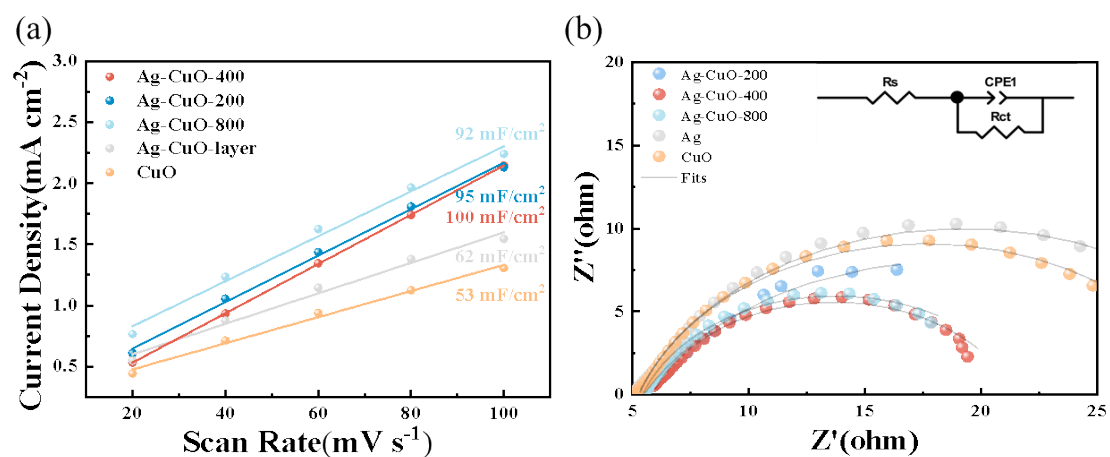 (a)
Current Density(mA cm⁻²)
3.0
2.5
2.0
1.5
1.0
0.5
Ag-CuO-400
Ag-CuO-200
Ag-CuO-800
Ag-CuO-layer
CuO
92 mF/cm²
95 mF/cm²
100 mF/cm²
62 mF/cm²
53 mF/cm²
20 40 60 80 100
Scan Rate(mV s⁻¹)
(b)
Z''(ohm)
20
15
10
5
0
Ag-CuO-200
Ag-CuO-400
Ag-CuO-800
Ag
CuO
Fits
Rs
CPE1
Rct
5 10 15 20 25
Z'(ohm)